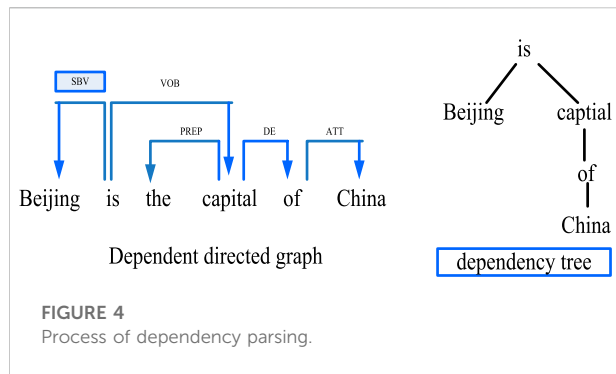 SBV
VOB
PREP
DE
ATT
Beijing is the capital of China
Dependent directed graph
is
Beijing
captial
of
China
dependency tree
FIGURE 4
Process of dependency parsing.